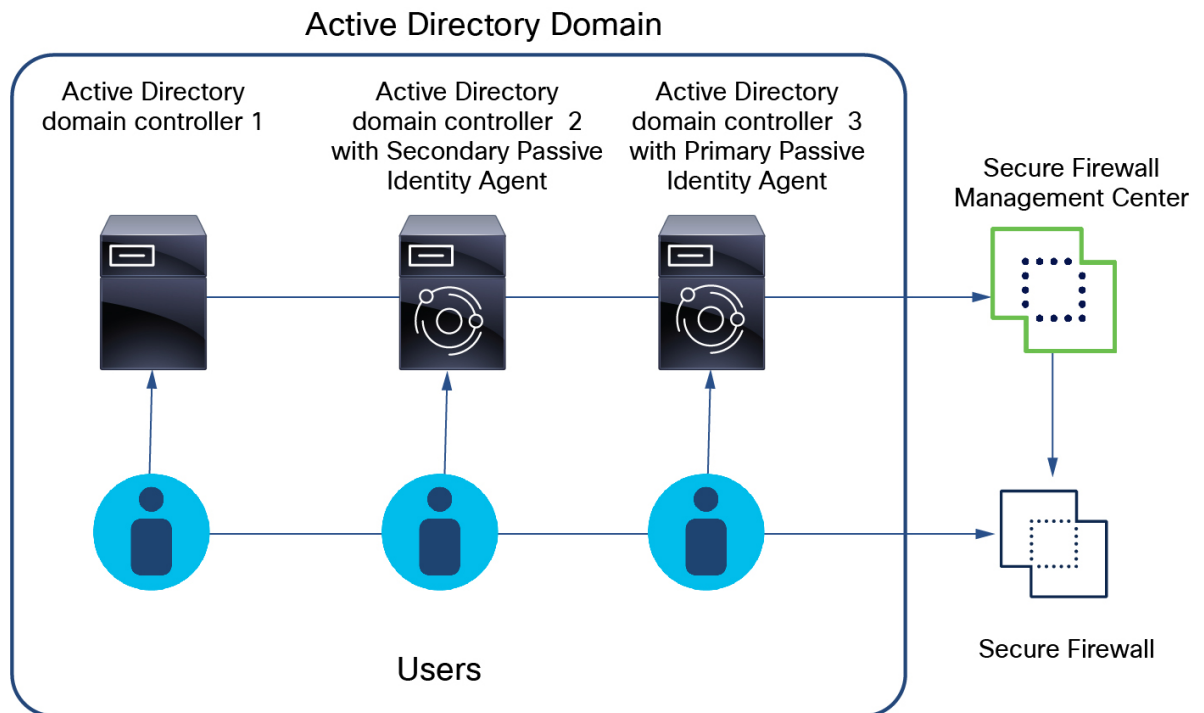 Active Directory Domain
Active Directory
domain controller 1
Active Directory
domain controller 2
with Secondary Passive
Identity Agent
Active Directory
domain controller 3
with Primary Passive
Identity Agent
Secure Firewall
Management Center
Secure Firewall
Users